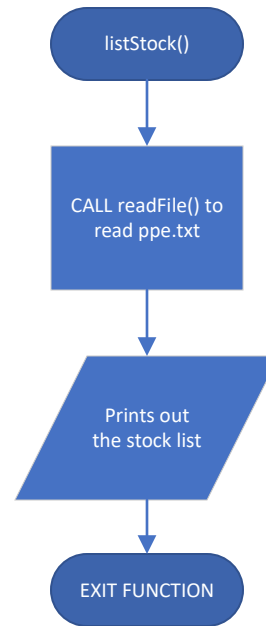 listStock()
CALL readFile() to
read ppe.txt
Prints out
the stock list
EXIT FUNCTION